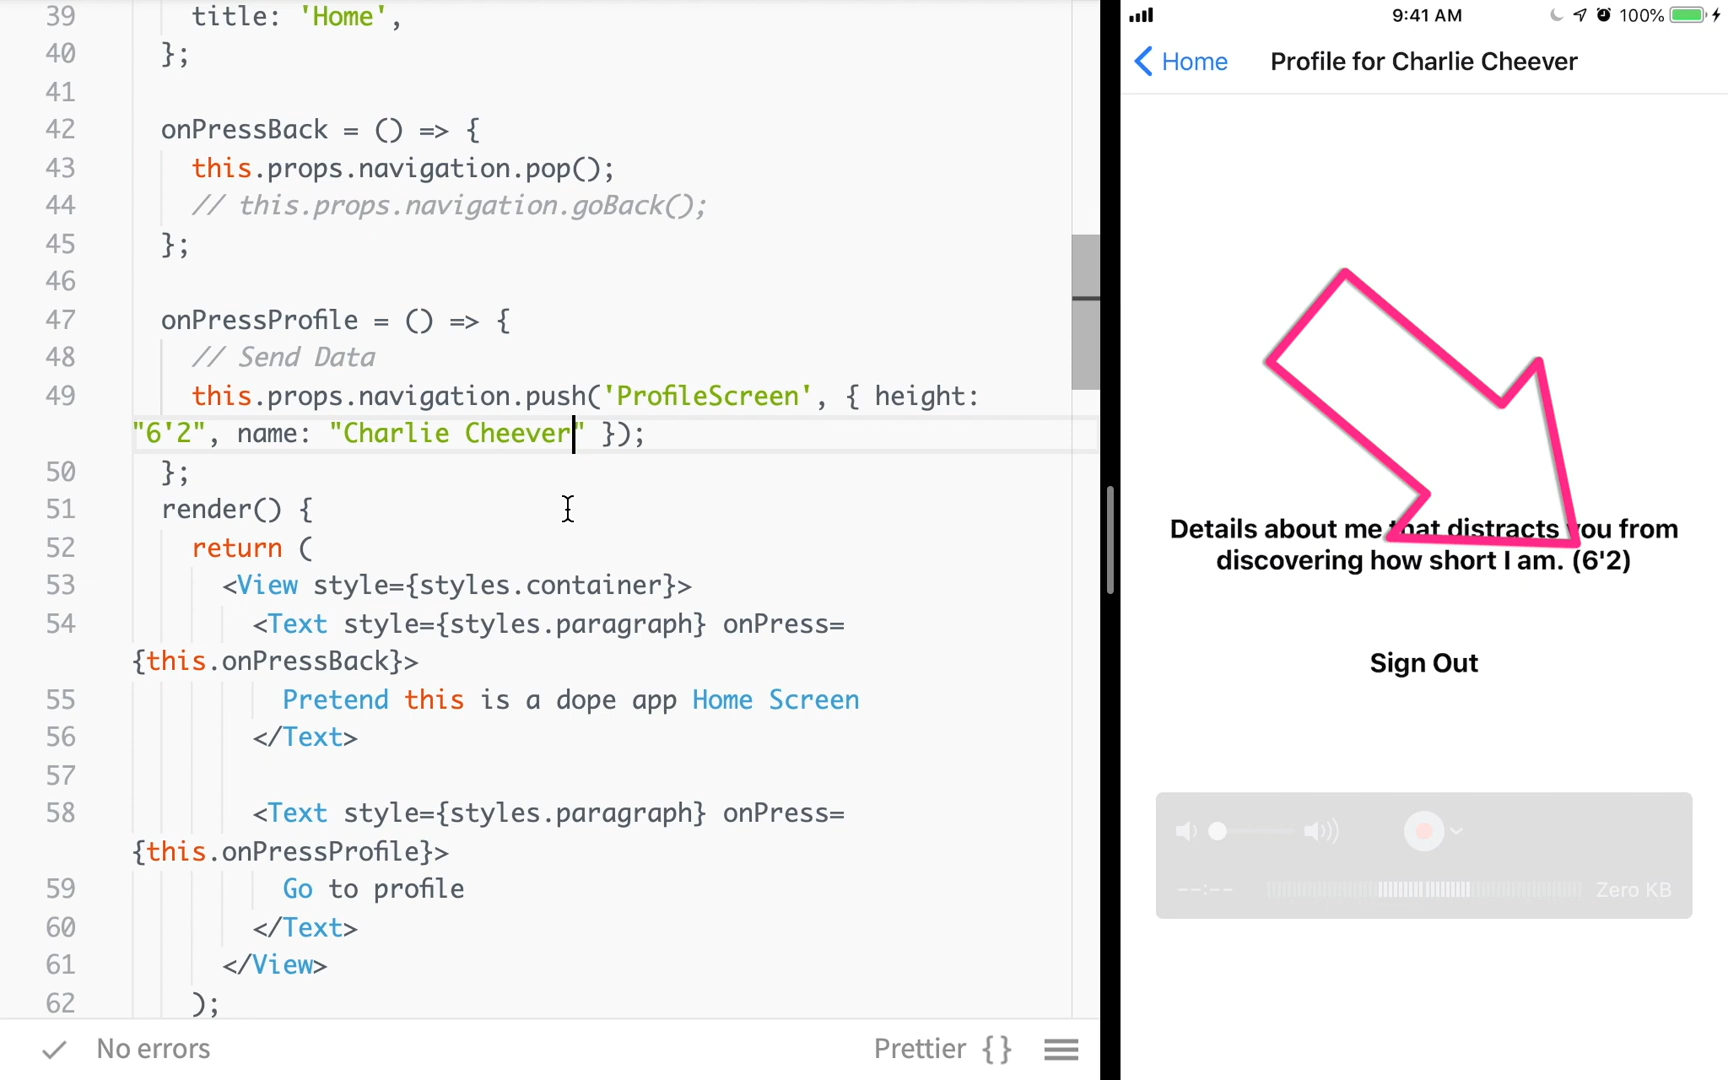 39 title: 'Home',
40 };
41
42 onPressBack = () => {
43 this.props.navigation.pop();
44 // this.props.navigation.goBack();
45 };
46
47 onPressProfile = () => {
48 // Send Data
49 this.props.navigation.push('ProfileScreen', { height:
"6'2", name: "Charlie Cheever" });
50 };
51 render() {
52 return (
53 <View style={styles.container}>
54 <Text style={styles.paragraph} onPress=
{this.onPressBack}>
55 Pretend this is a dope app Home Screen
56 </Text>
57
58 <Text style={styles.paragraph} onPress=
{this.onPressProfile}>
59 Go to profile
60 </Text>
61 </View>
62 );
No errors
Prettier {}
9:41 AM
100%
Home
Profile for Charlie Cheever
Details about me that distracts you from
discovering how short I am. (6'2)
Sign Out
--:--
Zero KB